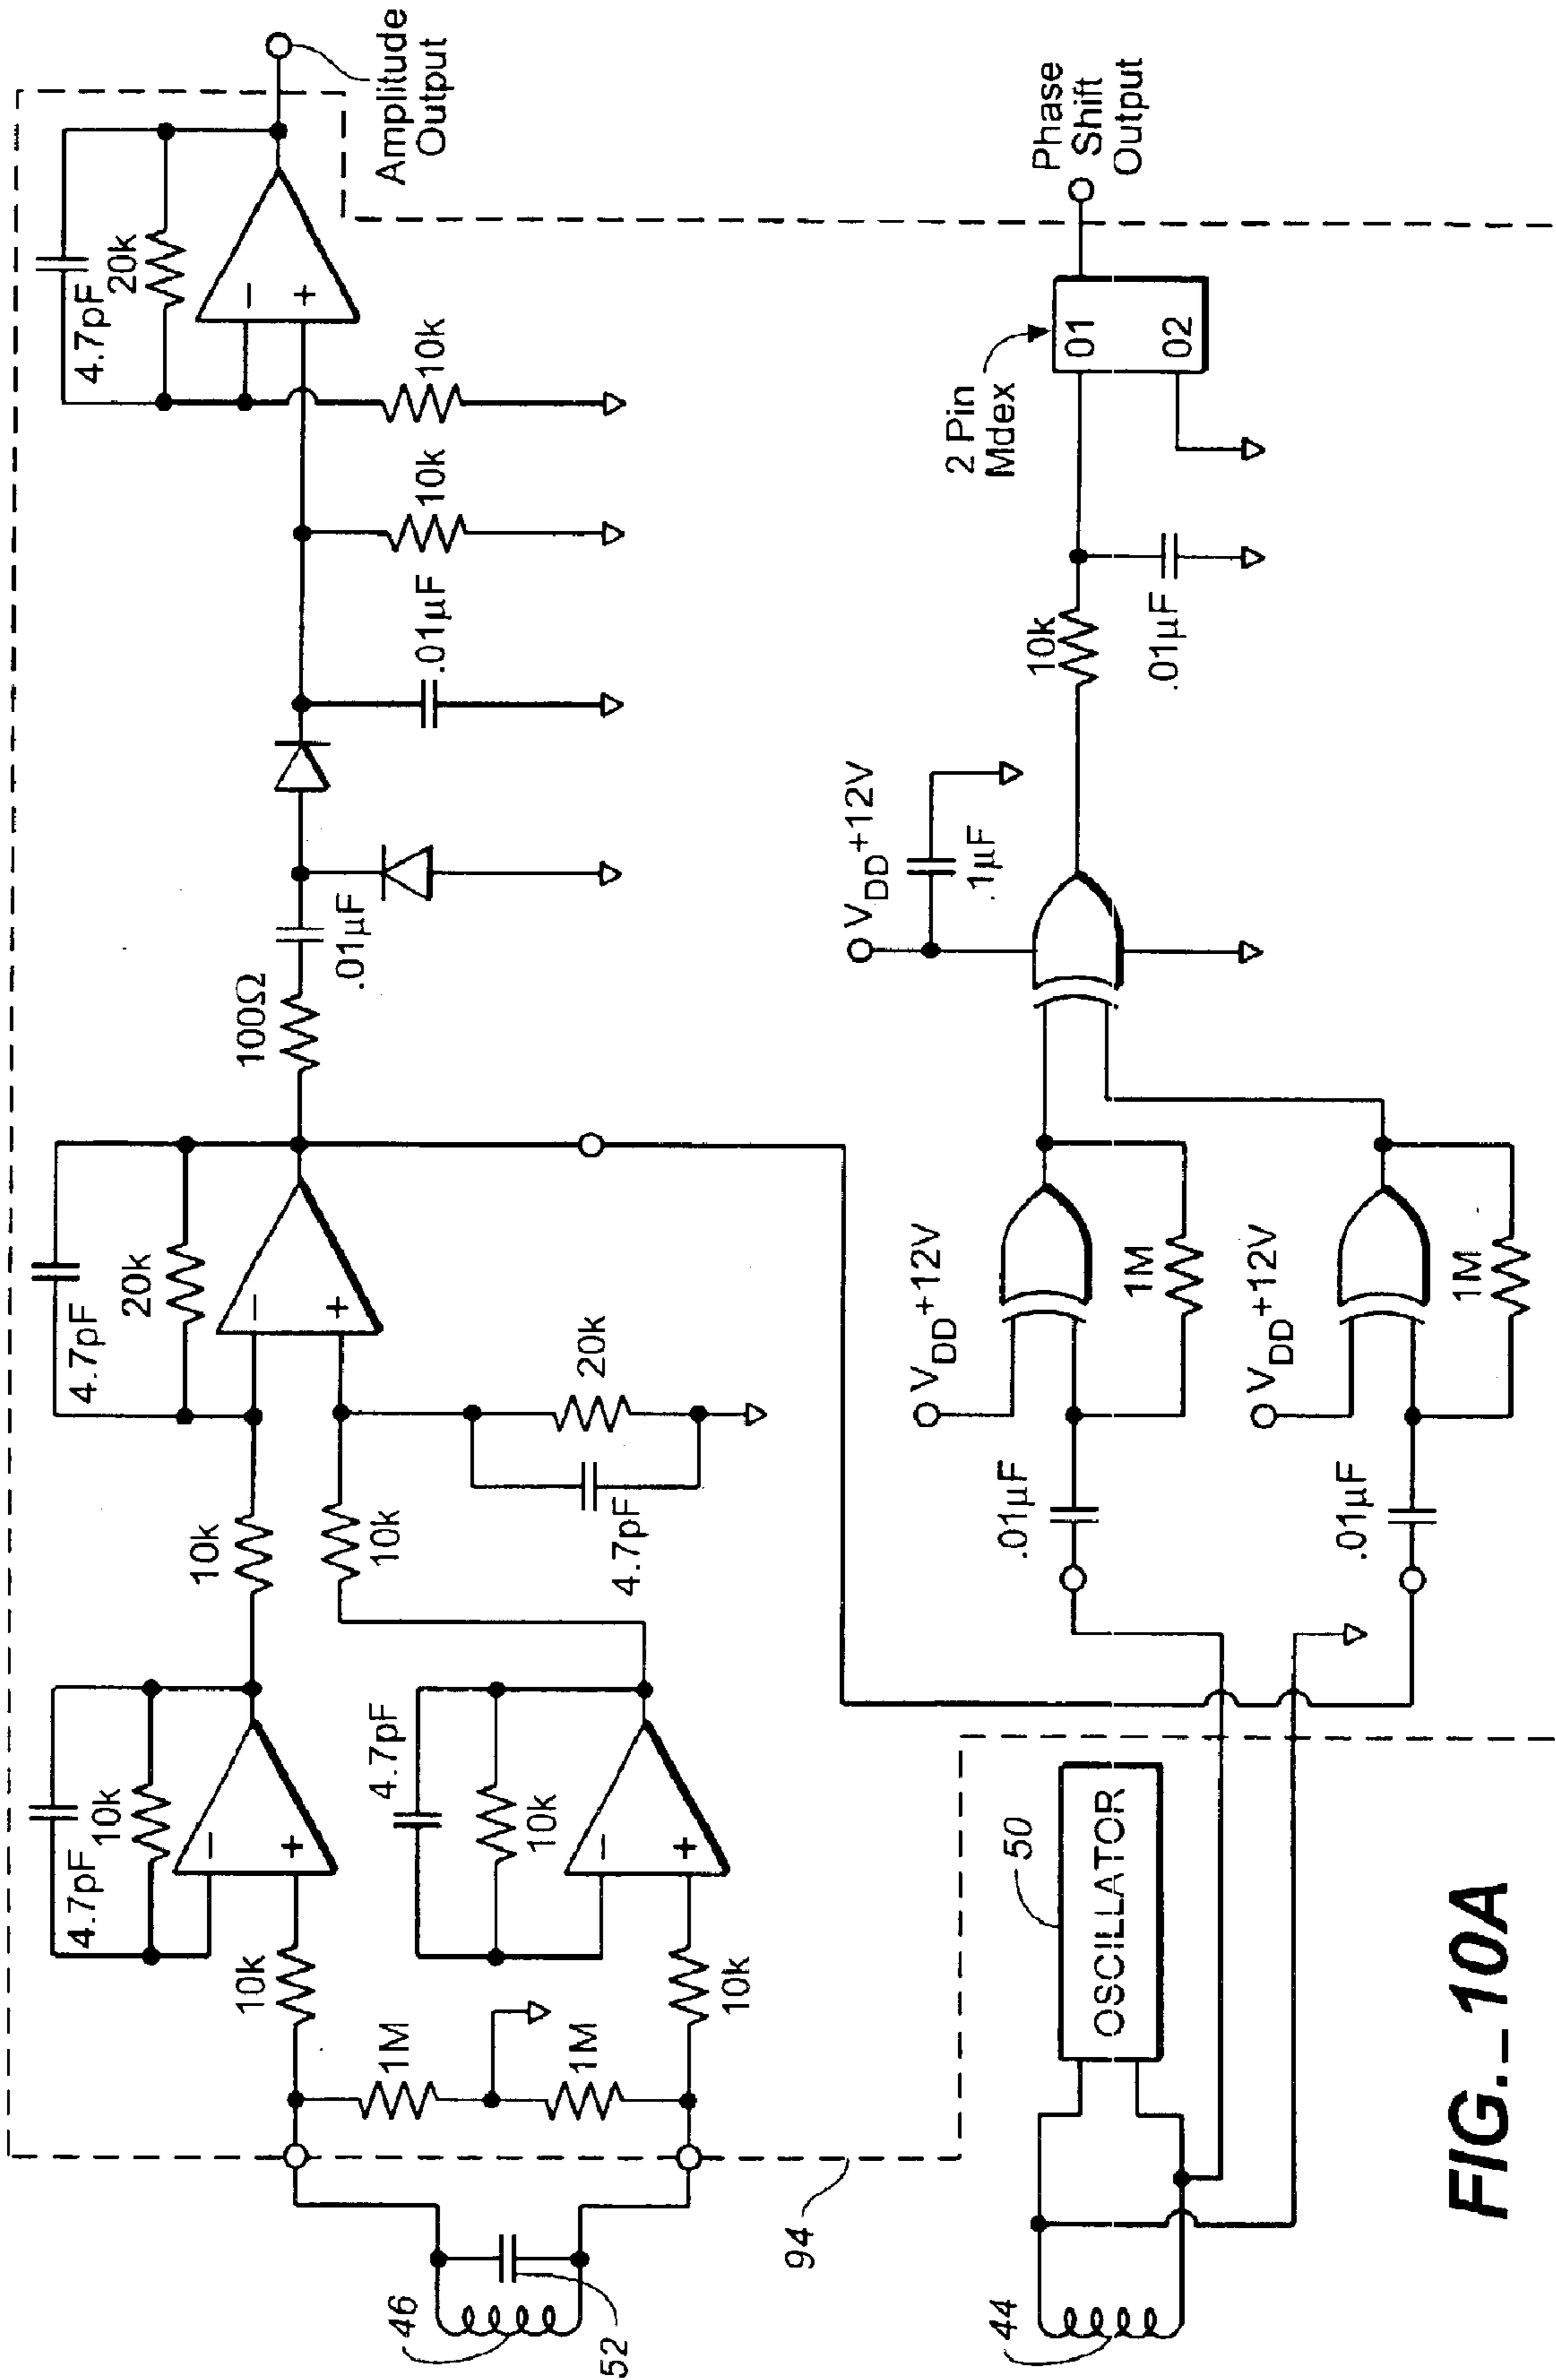 4.7pF
20k
Amplitude
Output
10k
10k
.01µF
.01µF
100Ω
4.7pF
20k
20k
4.7pF
10k
10k
4.7pF
10k
4.7pF
10k
10k
10k
1M
1M
46
52
94
−
+
−
+
−
+
−
+
Phase
Shift
Output
2 Pin
Mdex
01
02
10k
.01µF
VDD+12V
.1µF
VDD+12V
1M
.01µF
VDD+12V
1M
.01µF
50
OSCILLATOR
44
FIG._10A